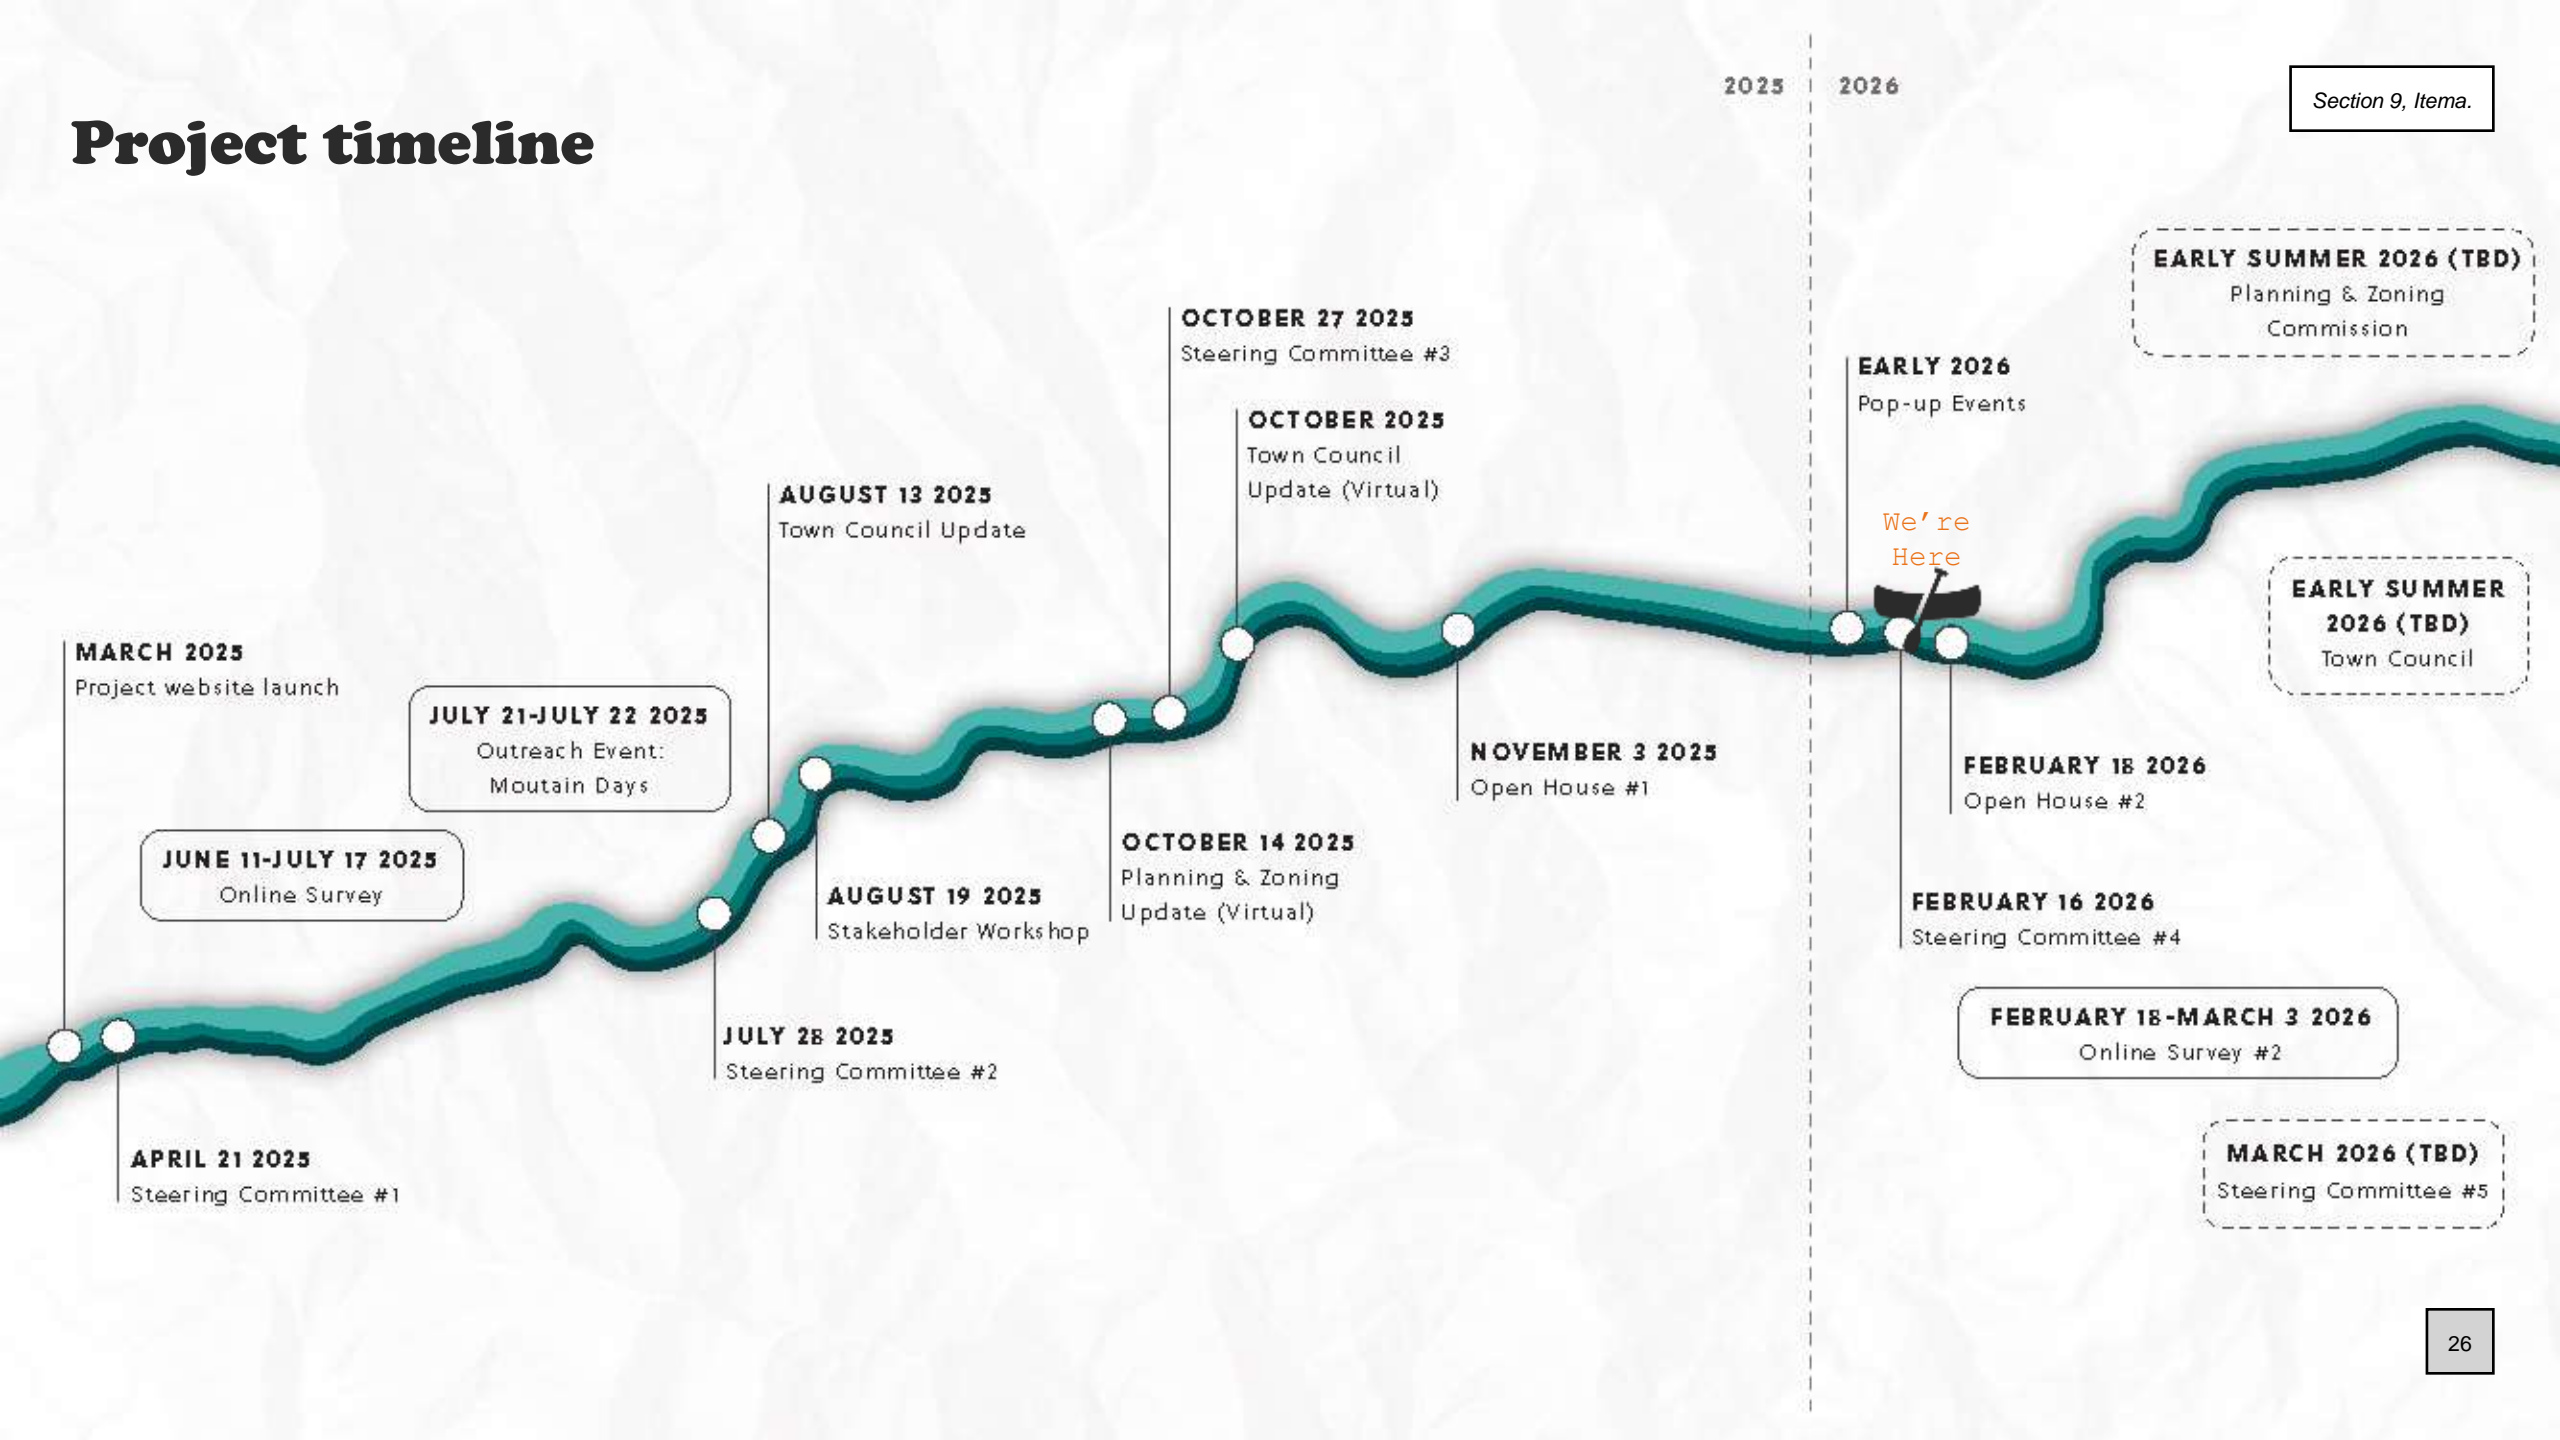 2025
2026
Section 9, Itema.
Project timeline
EARLY SUMMER 2026 (TBD)
Planning & Zoning
Commission
OCTOBER 27 2025
Steering Committee #3
EARLY 2026
Pop-up Events
OCTOBER 2025
Town Council
Update (Virtual)
AUGUST 13 2025
Town Council Update
We're
Here
EARLY SUMMER
2026 (TBD)
Town Council
MARCH 2025
Project website launch
JULY 21-JULY 22 2025
Outreach Event:
Moutain Days
NOVEMBER 3 2025
Open House #1
FEBRUARY 18 2026
Open House #2
JUNE 11-JULY 17 2025
Online Survey
OCTOBER 14 2025
Planning & Zoning
Update (Virtual)
AUGUST 19 2025
Stakeholder Workshop
FEBRUARY 16 2026
Steering Committee #4
JULY 28 2025
Steering Committee #2
FEBRUARY 18-MARCH 3 2026
Online Survey #2
APRIL 21 2025
Steering Committee #1
MARCH 2026 (TBD)
Steering Committee #5
26